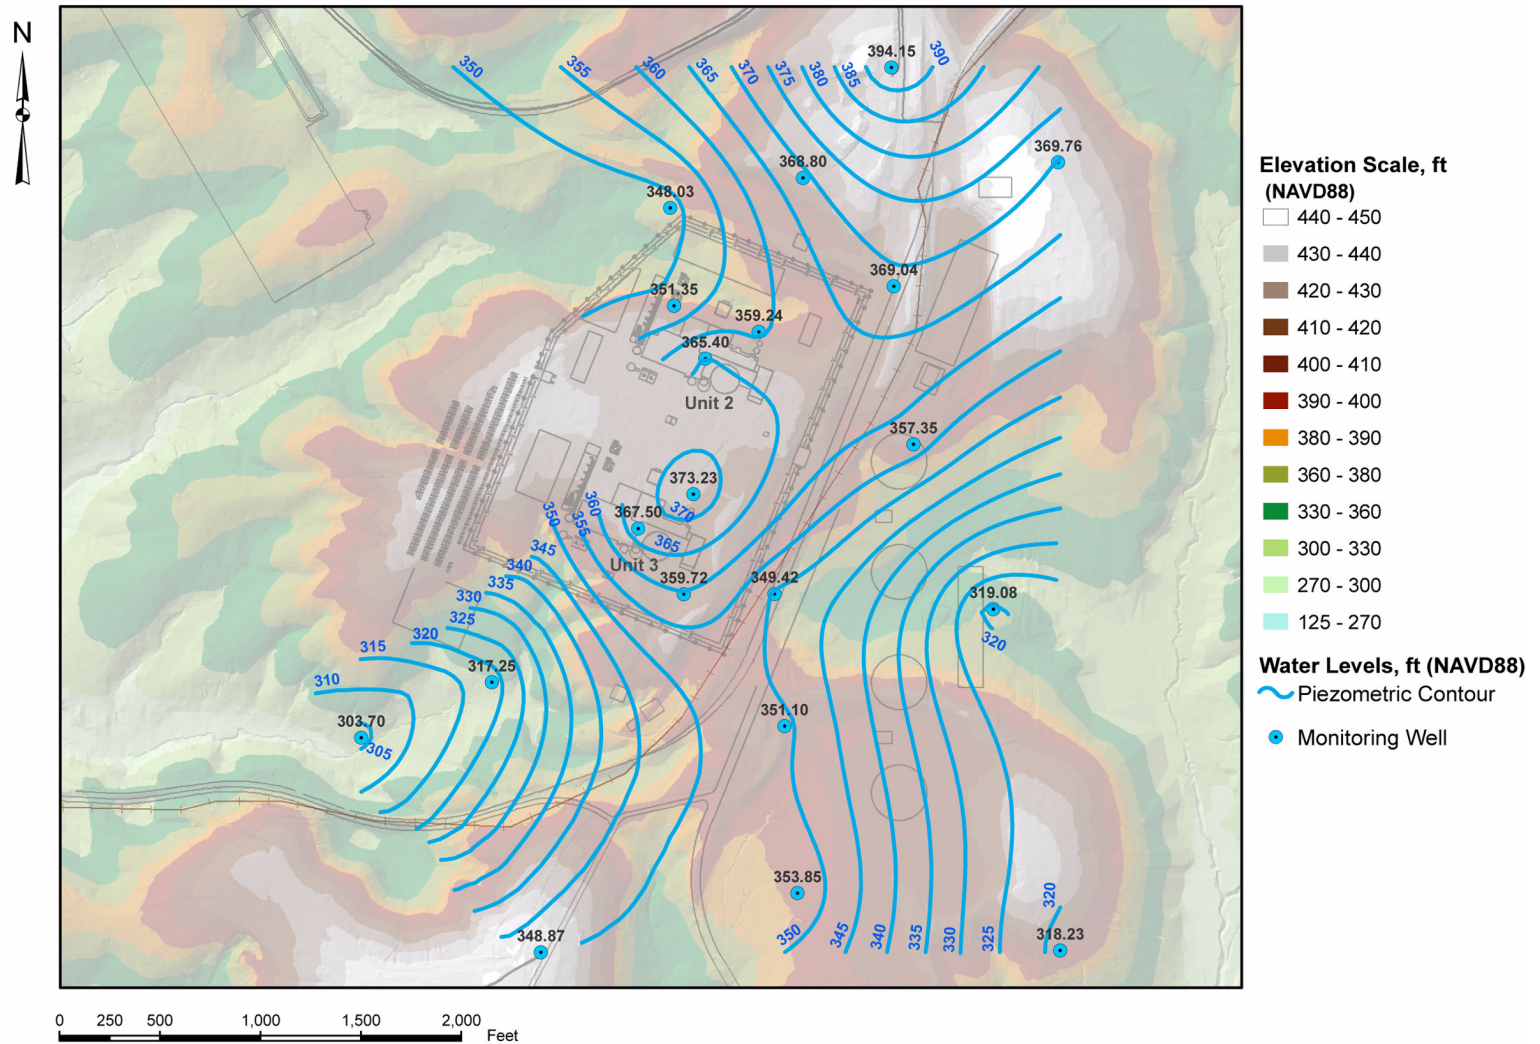 N
394.15
390
350
355
360
365
370
375
380
385
369.76
368.80
348.03
369.04
351.35
359.24
365.40
Unit 2
357.35
373.23
370
367.50
365
350
355
360
345
Unit 3
340
335
359.72
349.42
330
319.08
325
320
320
315
317.25
310
303.70
305
351.10
353.85
320
350
345
340
335
330
325
318.23
348.87
0
250
500
1,000
1,500
2,000
Feet
Elevation Scale, ft
(NAVD88)
440 - 450
430 - 440
420 - 430
410 - 420
400 - 410
390 - 400
380 - 390
360 - 380
330 - 360
300 - 330
270 - 300
125 - 270
Water Levels, ft (NAVD88)
Piezometric Contour
Monitoring Well